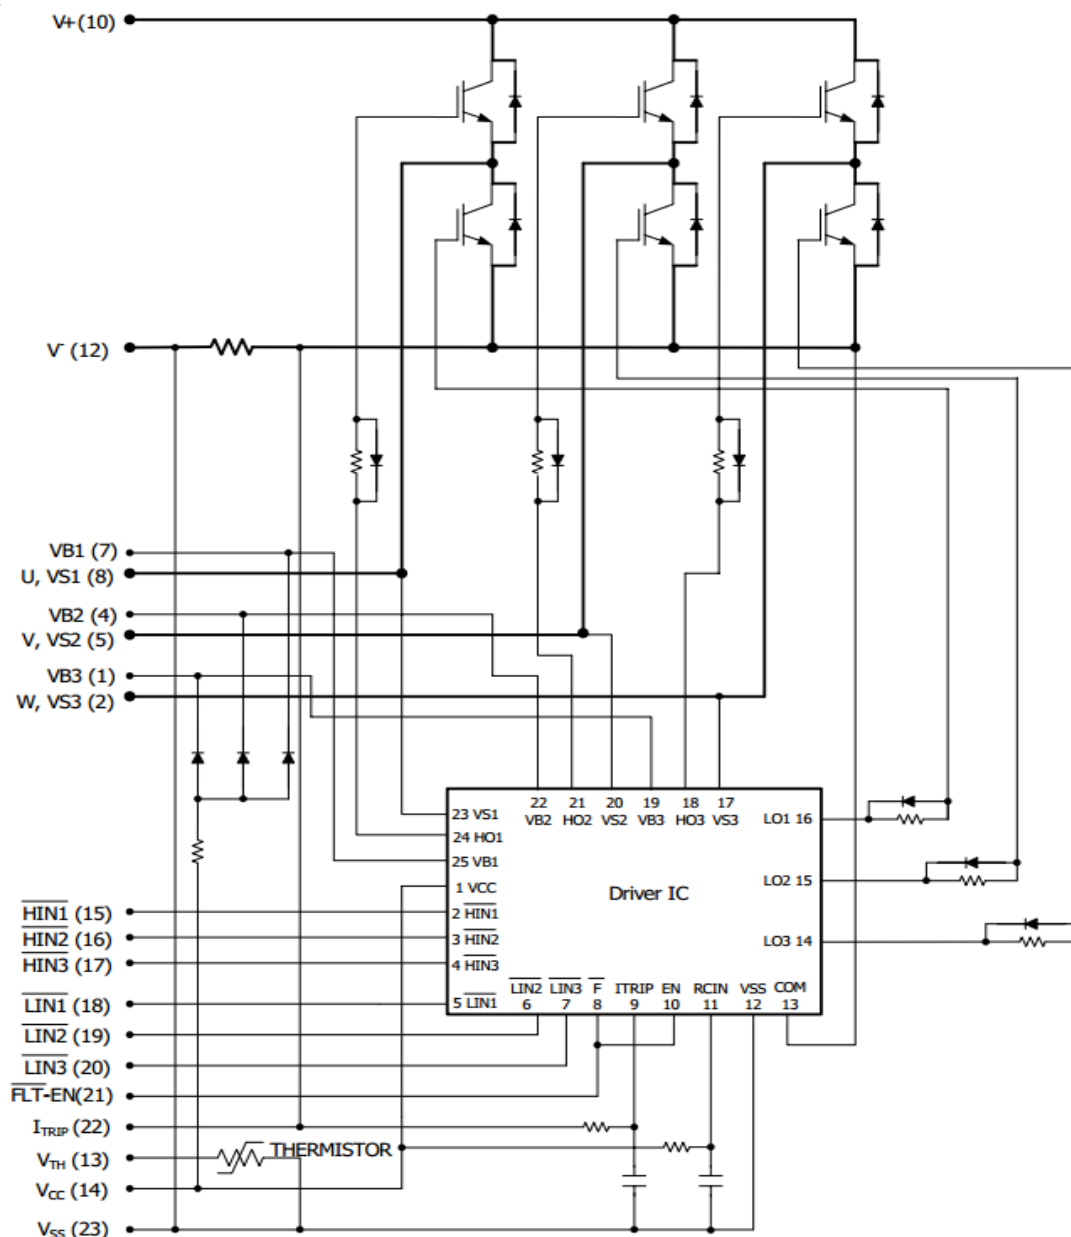 V+(10)
V- (12)
VB1 (7)
U, VS1 (8)
VB2 (4)
V, VS2 (5)
VB3 (1)
W, VS3 (2)
22 21 20 19 18 17
VB2 HO2 VS2 VB3 HO3 VS3
23 VS1
24 HO1
25 VB1
1 VCC
2 HIN1
3 HIN2
4 HIN3
5 LIN1
LO1 16
LO2 15
LO3 14
Driver IC
LIN2 LIN3 F ITRIP EN RCIN VSS COM
6 7 8 9 10 11 12 13
HIN1 (15)
HIN2 (16)
HIN3 (17)
LIN1 (18)
LIN2 (19)
LIN3 (20)
FLT-EN(21)
ITRIP (22)
THERMISTOR
VTH (13)
VCC (14)
VSS (23)